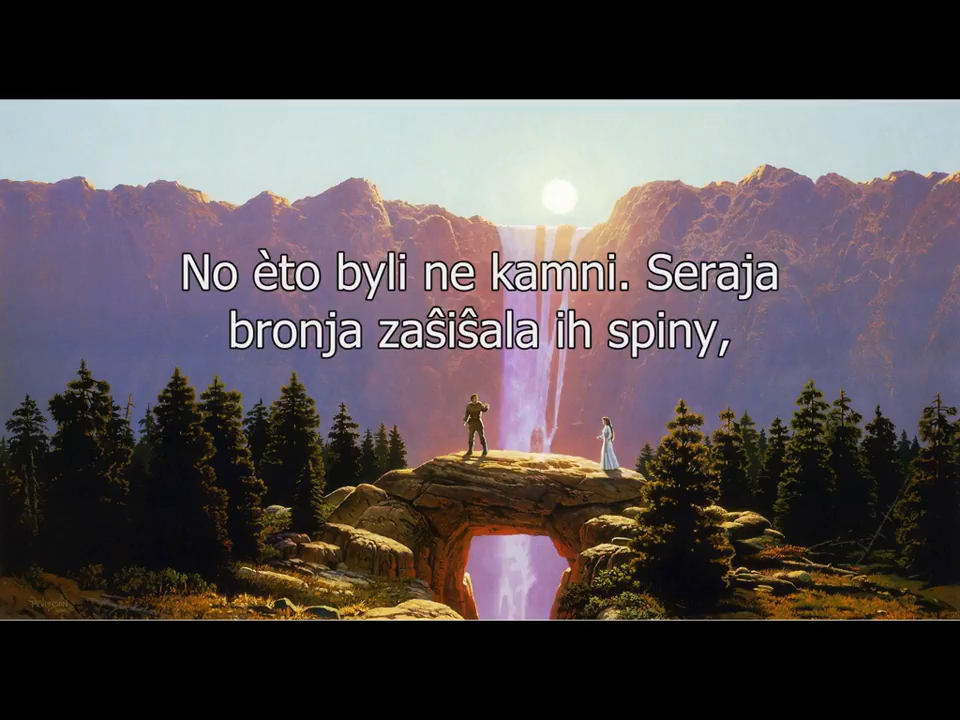 No èto byli ne kamni. Seraja
bronja zaŝiŝala ih spiny,